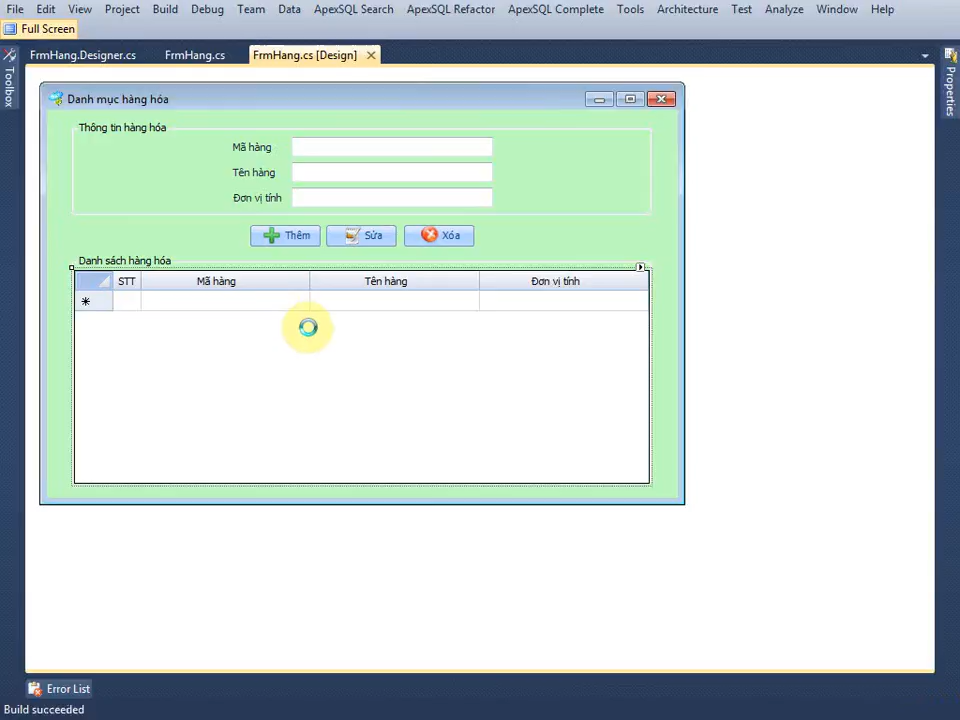 File Edit View Project Build Debug Team Data ApexSQL Search ApexSQL Refactor ApexSQL Complete Tools Architecture Test Analyze Window Help
Full Screen
FrmHang.Designer.cs FrmHang.cs FrmHang.cs [Design]
Toolbox
Properties
Danh mục hàng hóa
Thông tin hàng hóa
Mã hàng
Tên hàng
Đơn vị tính
Thêm Sửa Xóa
Danh sách hàng hóa
STT Mã hàng Tên hàng Đơn vị tính
Error List
Build succeeded